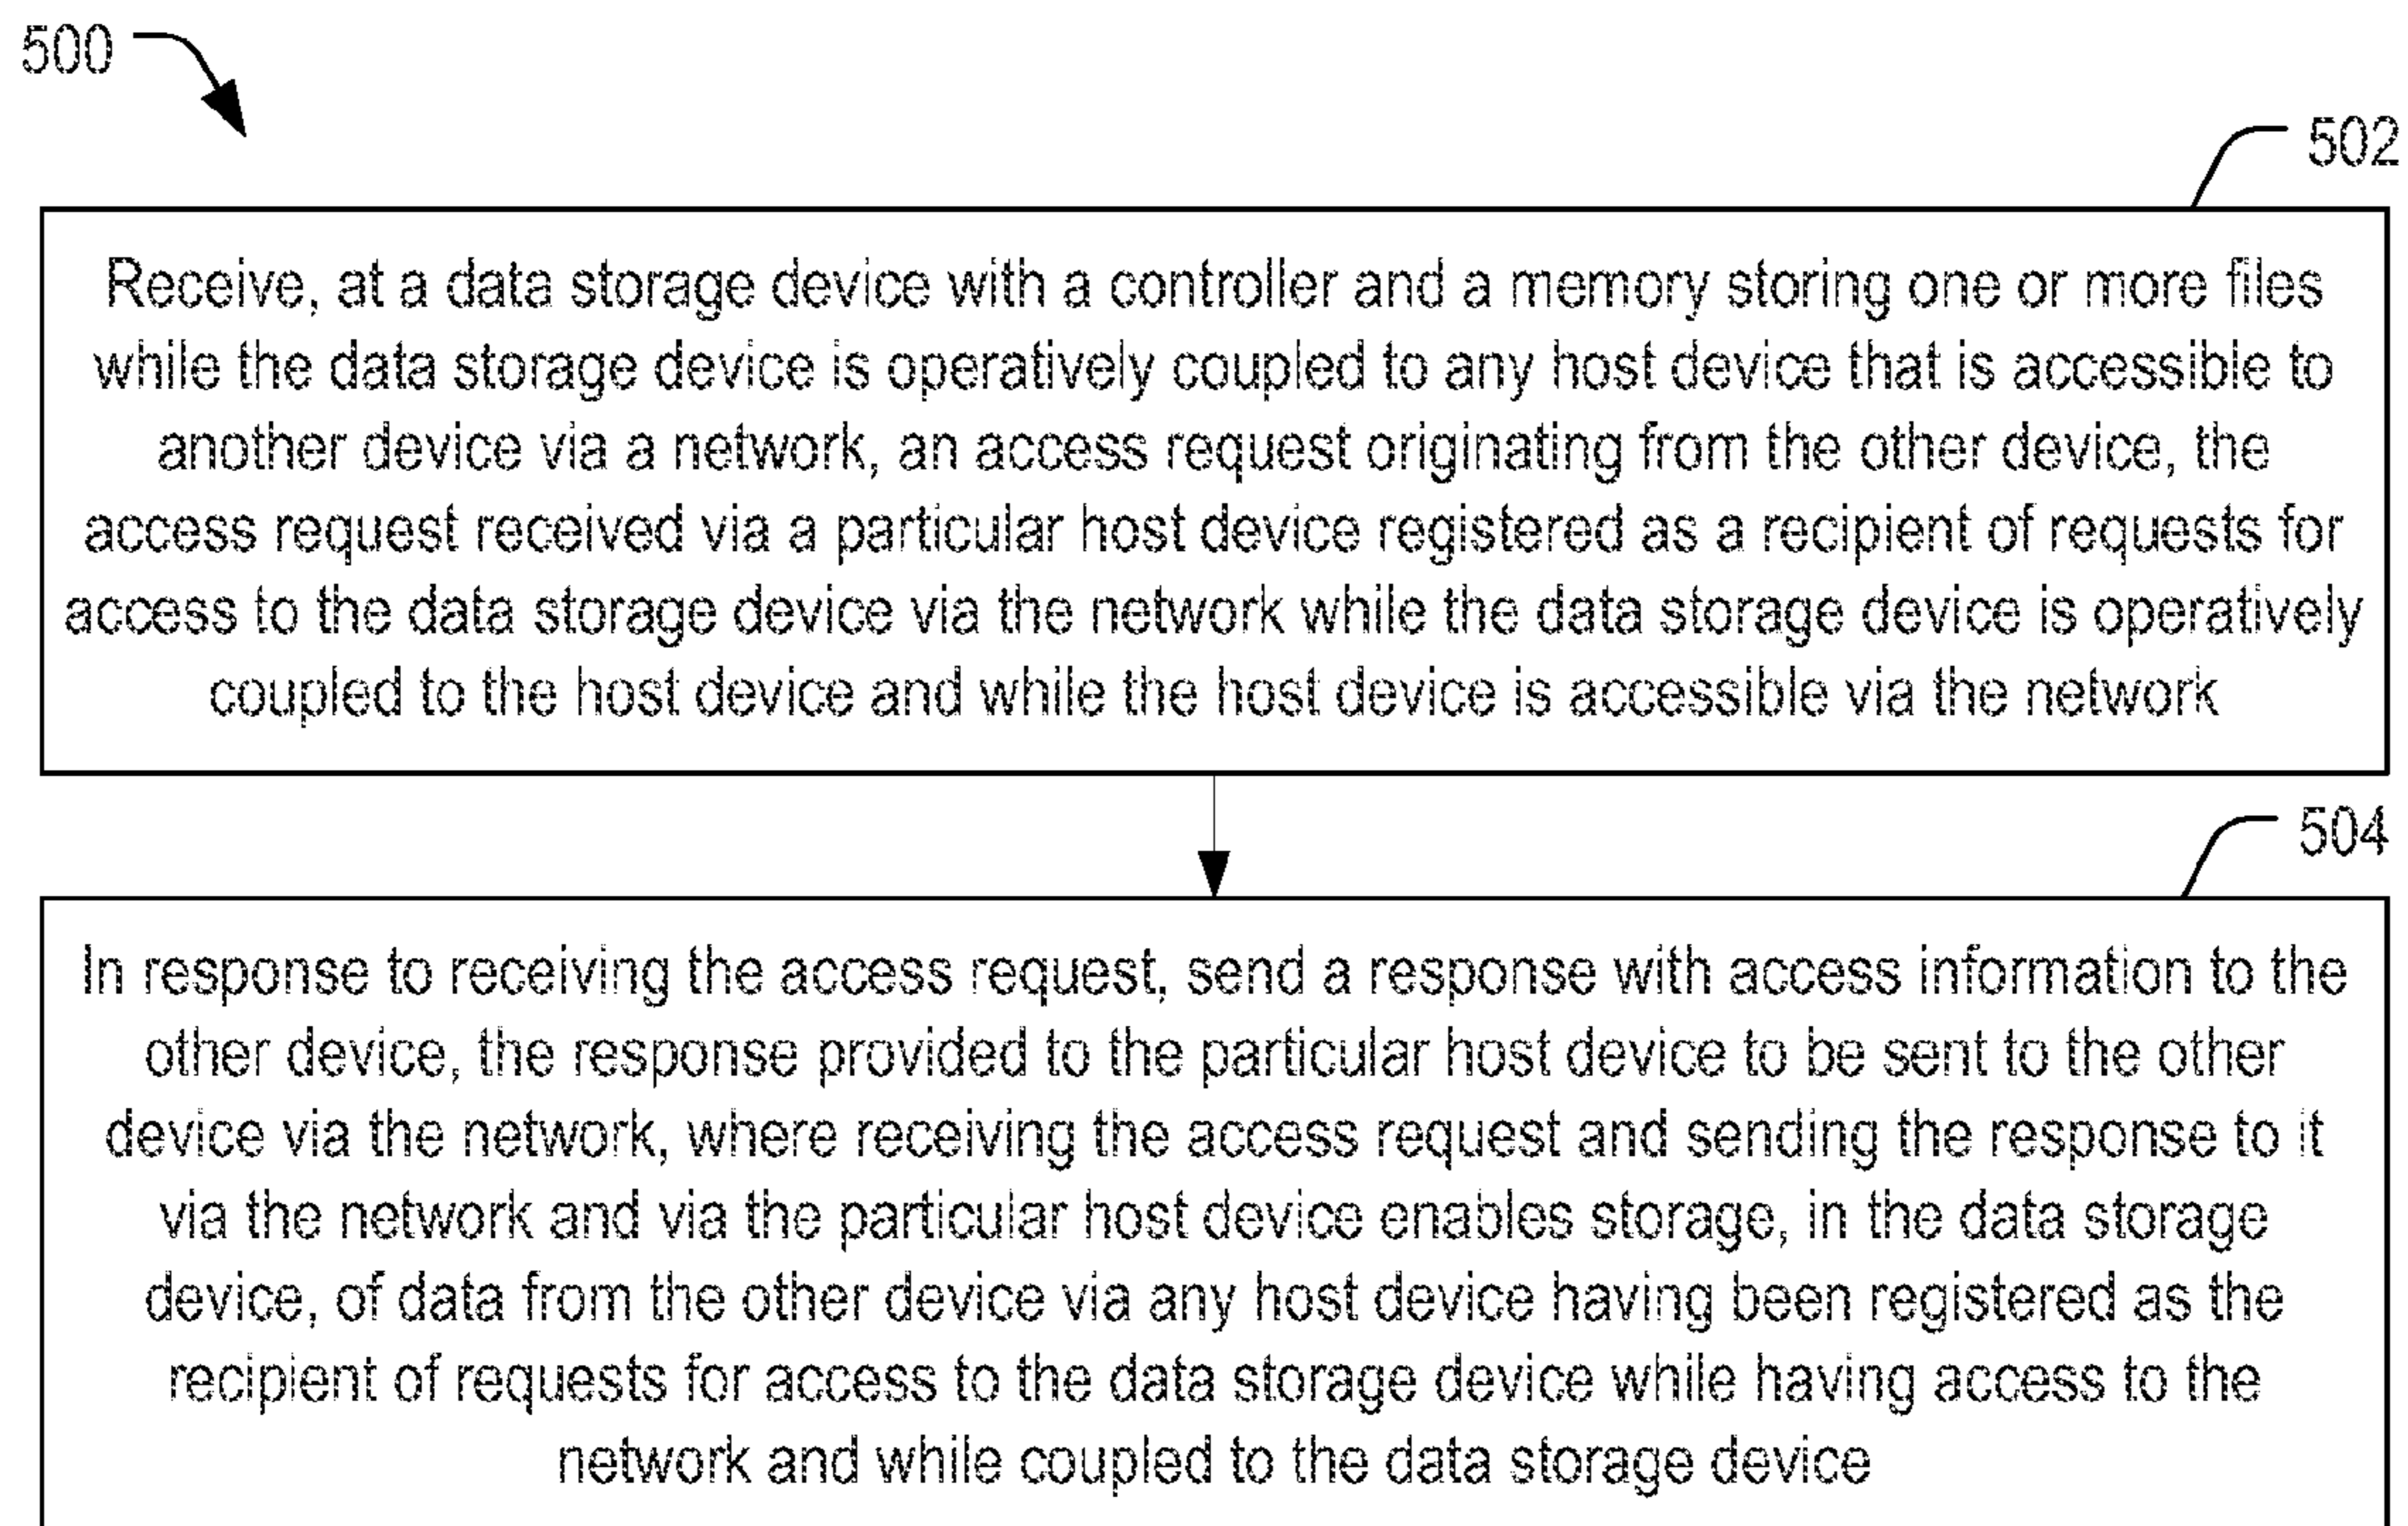 500
502
Receive, at a data storage device with a controller and a memory storing one or more files
while the data storage device is operatively coupled to any host device that is accessible to
another device via a network, an access request originating from the other device, the
access request received via a particular host device registered as a recipient of requests for
access to the data storage device via the network while the data storage device is operatively
coupled to the host device and while the host device is accessible via the network
504
In response to receiving the access request, send a response with access information to the
other device, the response provided to the particular host device to be sent to the other
device via the network, where receiving the access request and sending the response to it
via the network and via the particular host device enables storage, in the data storage
device, of data from the other device via any host device having been registered as the
recipient of requests for access to the data storage device while having access to the
network and while coupled to the data storage device